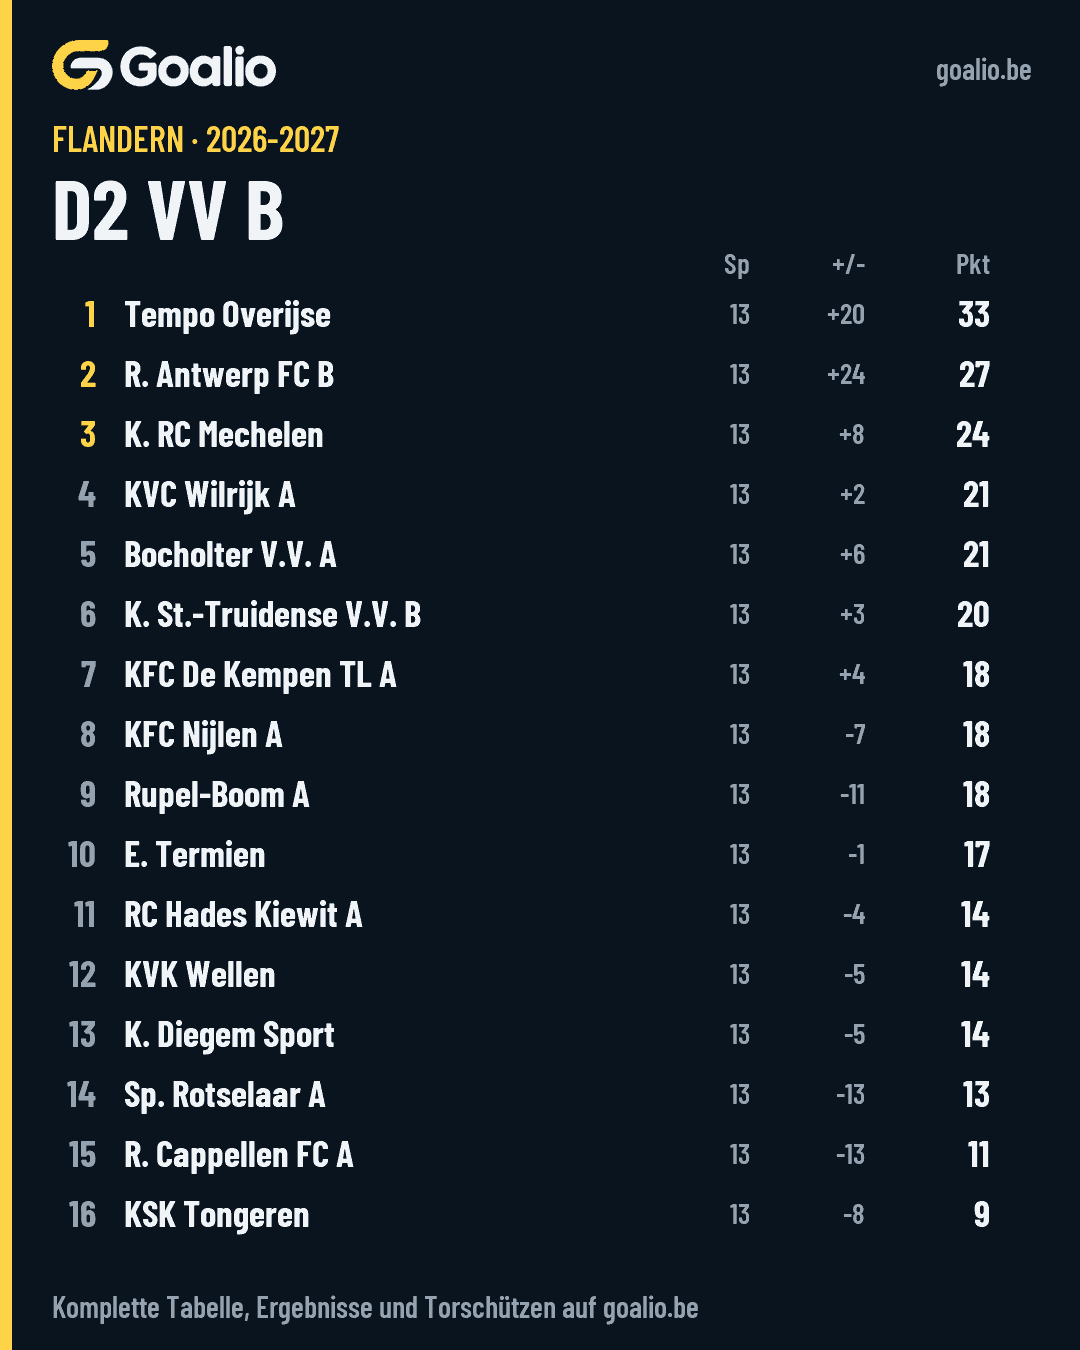 Goalio
goalio.be
FLANDERN · 2026-2027
D2 VV B
Sp +/- Pkt
1 Tempo Overijse 13 +20 33
2 R. Antwerp FC B 13 +24 27
3 K. RC Mechelen 13 +8 24
4 KVC Wilrijk A 13 +2 21
5 Bocholter V.V. A 13 +6 21
6 K. St.-Truidense V.V. B 13 +3 20
7 KFC De Kempen TL A 13 +4 18
8 KFC Nijlen A 13 -7 18
9 Rupel-Boom A 13 -11 18
10 E. Termien 13 -1 17
11 RC Hades Kiewit A 13 -4 14
12 KVK Wellen 13 -5 14
13 K. Diegem Sport 13 -5 14
14 Sp. Rotselaar A 13 -13 13
15 R. Cappellen FC A 13 -13 11
16 KSK Tongeren 13 -8 9
Komplette Tabelle, Ergebnisse und Torschützen auf goalio.be